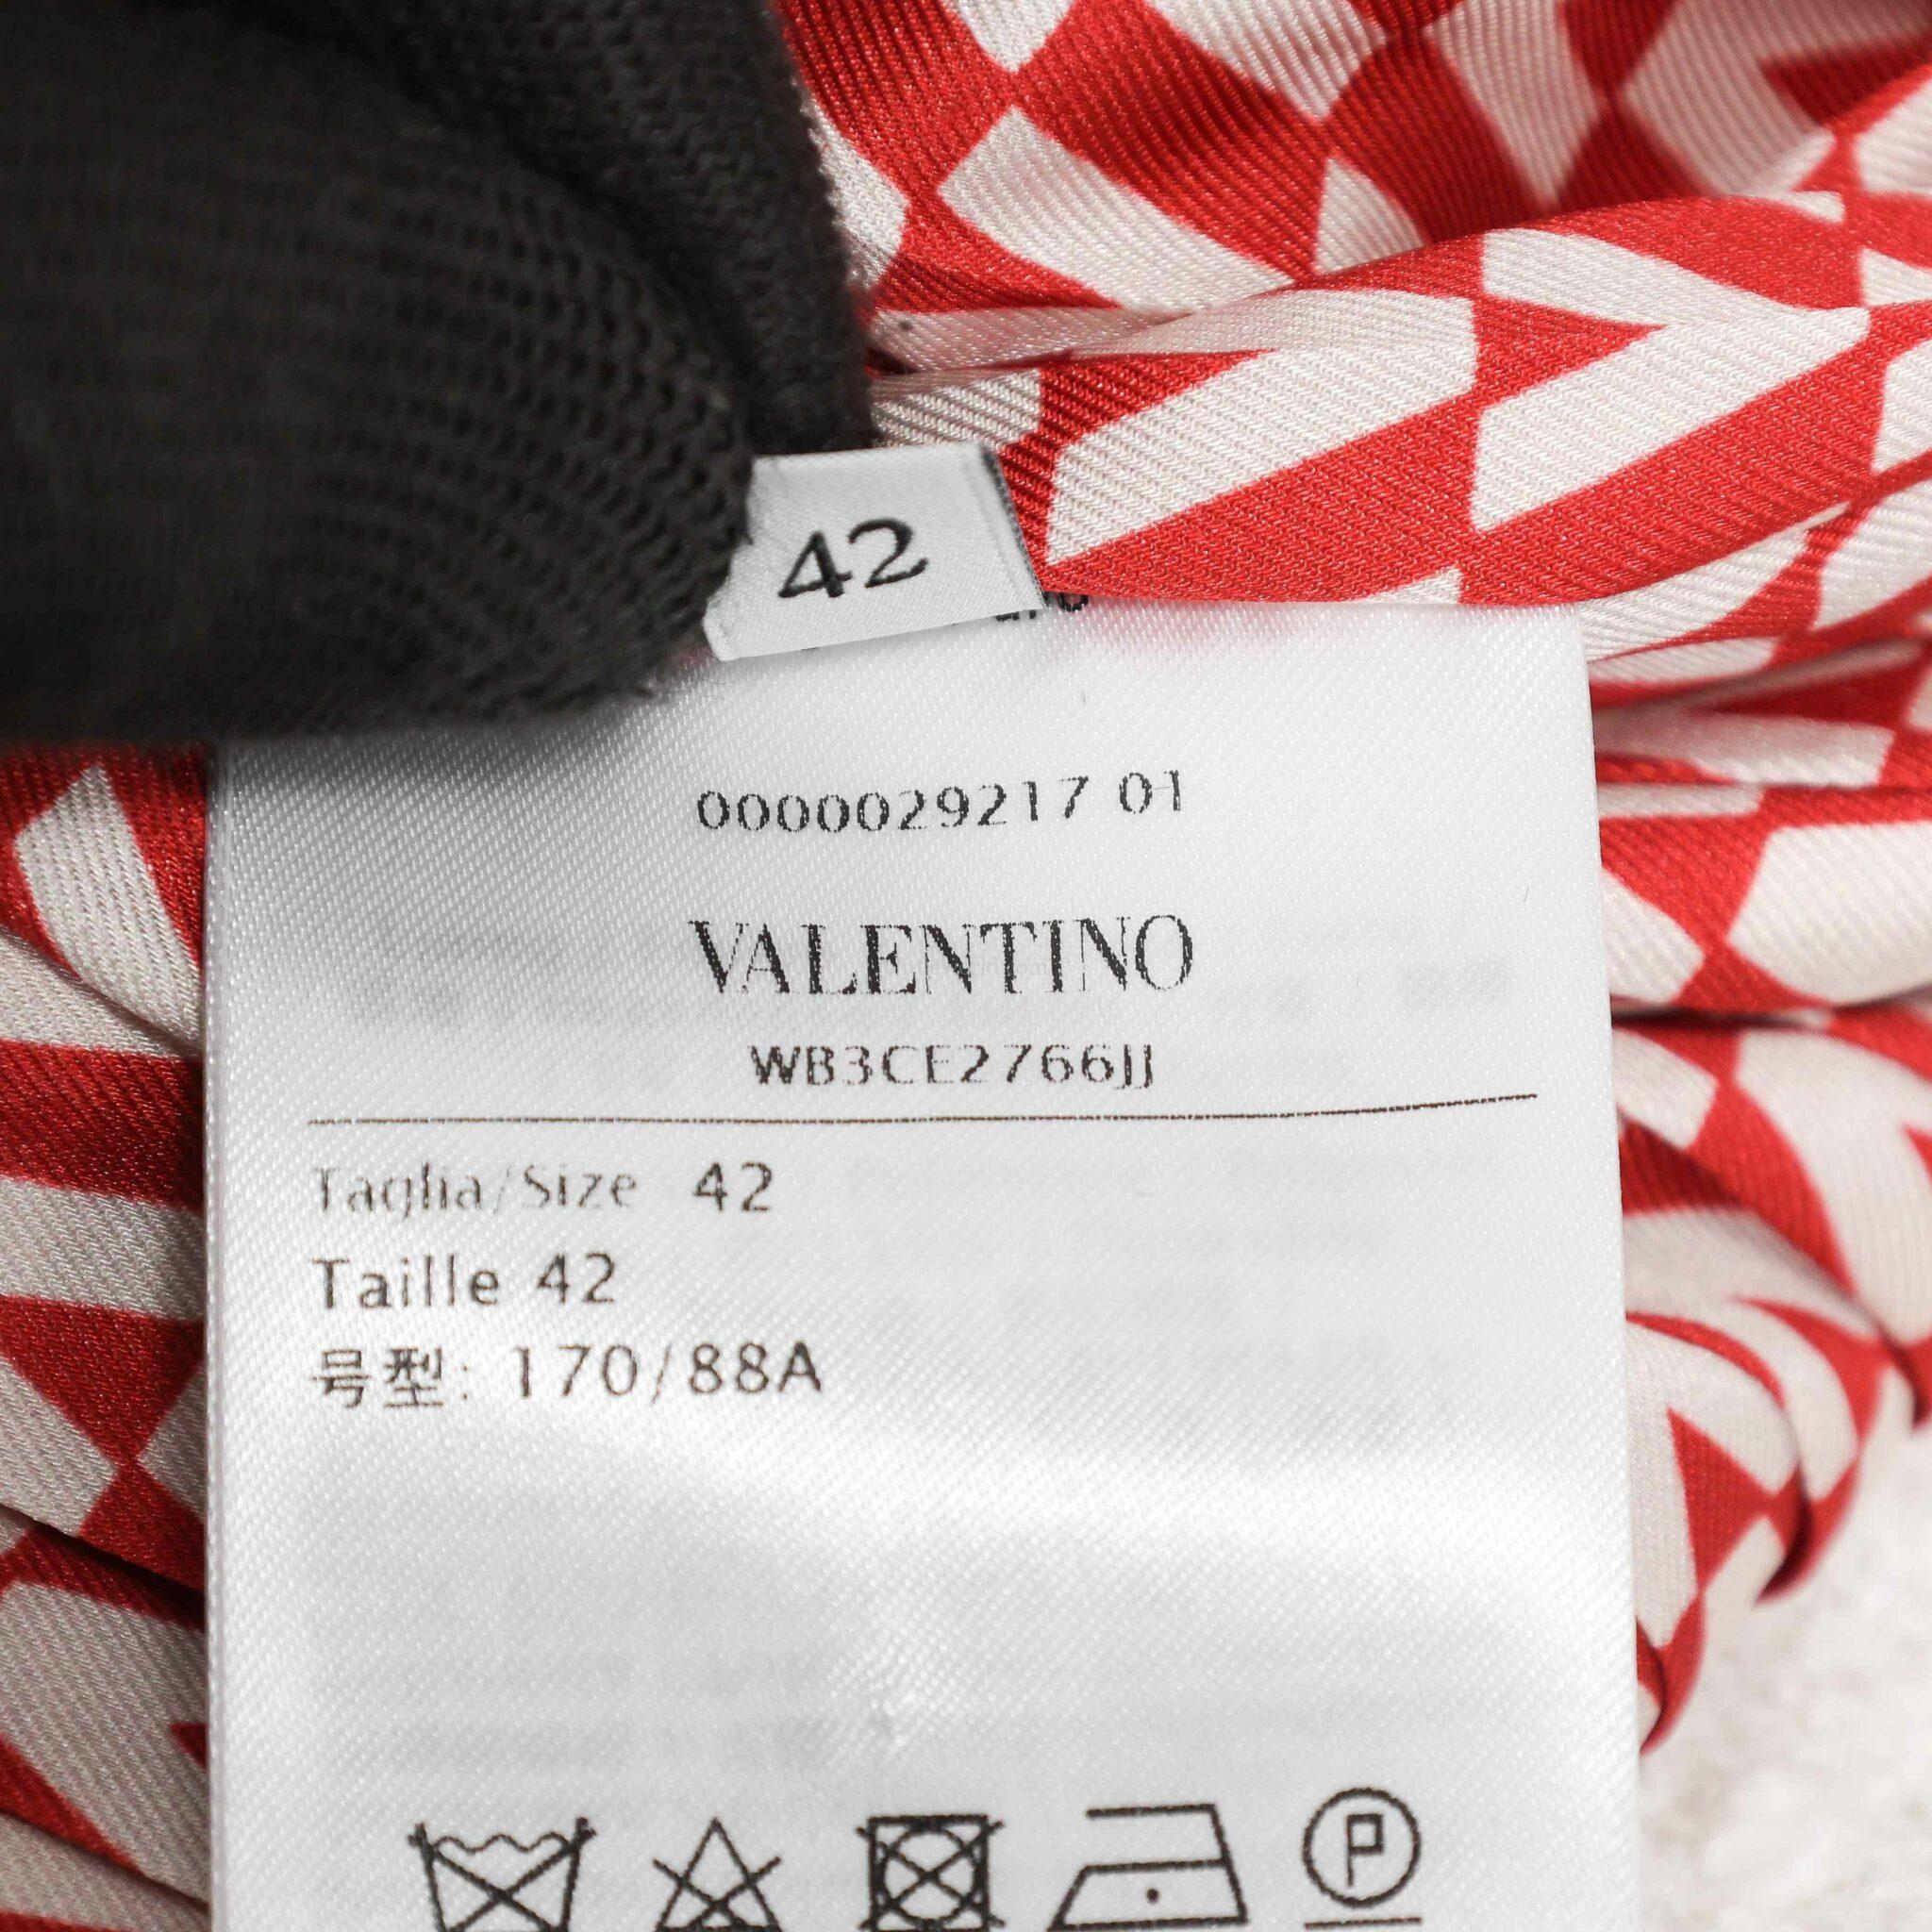 42
0000029217 01
VALENTINO
WB3CE2766JJ
Taglia/Size 42
Taille 42
号型: 170/88A
P